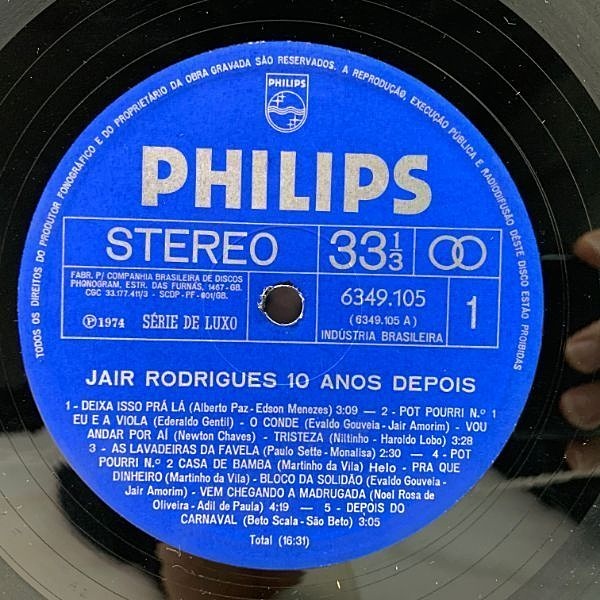 TODOS OS DIREITOS DO PRODUTOR FONOGRÁFICO E DO PROPRIETÁRIO DA OBRA GRAVADA SÃO RESERVADOS. A REPRODUÇÃO, EXECUÇÃO PÚBLICA E RADIODIFUSÃO DÊSTE DISCO ESTÃO PROIBIDAS
PHILIPS
PHILIPS
STEREO
33 1/3
FABR. P/ COMPANHIA BRASILEIRA DE DISCOS
PHONOGRAM, ESTR. DAS FURNAS, 1467-GB.
CGC 33.177.411/3 - SCDP-PF-001/GB.
℗1974 SÉRIE DE LUXO
6349.105
(6349.105 A)
INDÚSTRIA BRASILEIRA
1
JAIR RODRIGUES 10 ANOS DEPOIS
1 - DEIXA ISSO PRÁ LÁ (Alberto Paz-Edson Menezes) 3:09 — 2 - POT POURRI N.º 1
EU E A VIOLA (Ederaldo Gentil) - O CONDE (Evaldo Gouveia-Jair Amorim) - VOU
ANDAR POR AÍ (Newton Chaves) - TRISTEZA (Niltinho - Haroldo Lobo) 3:28
3 - AS LAVADEIRAS DA FAVELA (Paulo Sette-Monalisa) 2:30 — 4 - POT
POURRI N.º 2 CASA DE BAMBA (Martinho da Vila) Helo - PRA QUE
DINHEIRO (Martinho da Vila) - BLOCO DA SOLIDÃO (Evaldo Gouveia-
Jair Amorim) - VEM CHEGANDO A MADRUGADA (Noel Rosa de
Oliveira-Adil de Paula) 4:19 — 5 - DEPOIS DO
CARNAVAL (Beto Scala-São Beto) 3:05
Total (16:31)